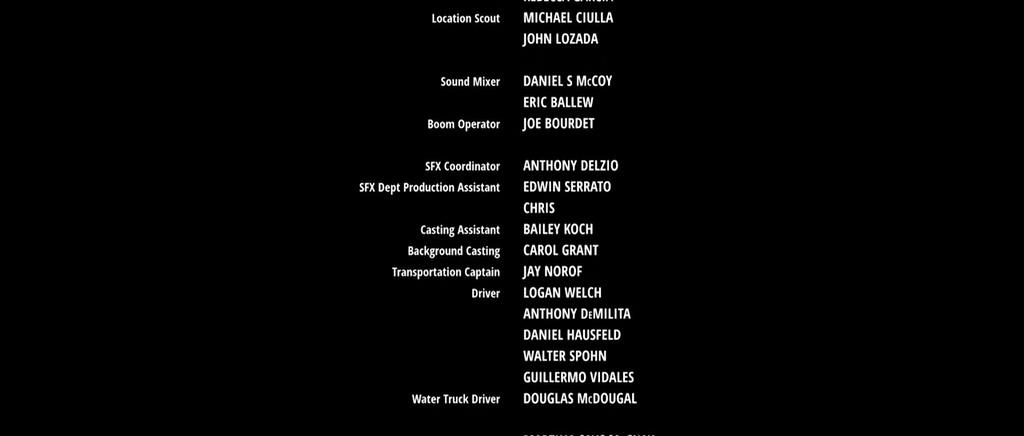 Location Scout MICHAEL CIULLA
JOHN LOZADA
Sound Mixer DANIEL S McCOY
ERIC BALLEW
Boom Operator JOE BOURDET
SFX Coordinator ANTHONY DELZIO
SFX Dept Production Assistant EDWIN SERRATO
CHRIS
Casting Assistant BAILEY KOCH
Background Casting CAROL GRANT
Transportation Captain JAY NOROF
Driver LOGAN WELCH
ANTHONY DeMILITA
DANIEL HAUSFELD
WALTER SPOHN
GUILLERMO VIDALES
Water Truck Driver DOUGLAS McDOUGAL